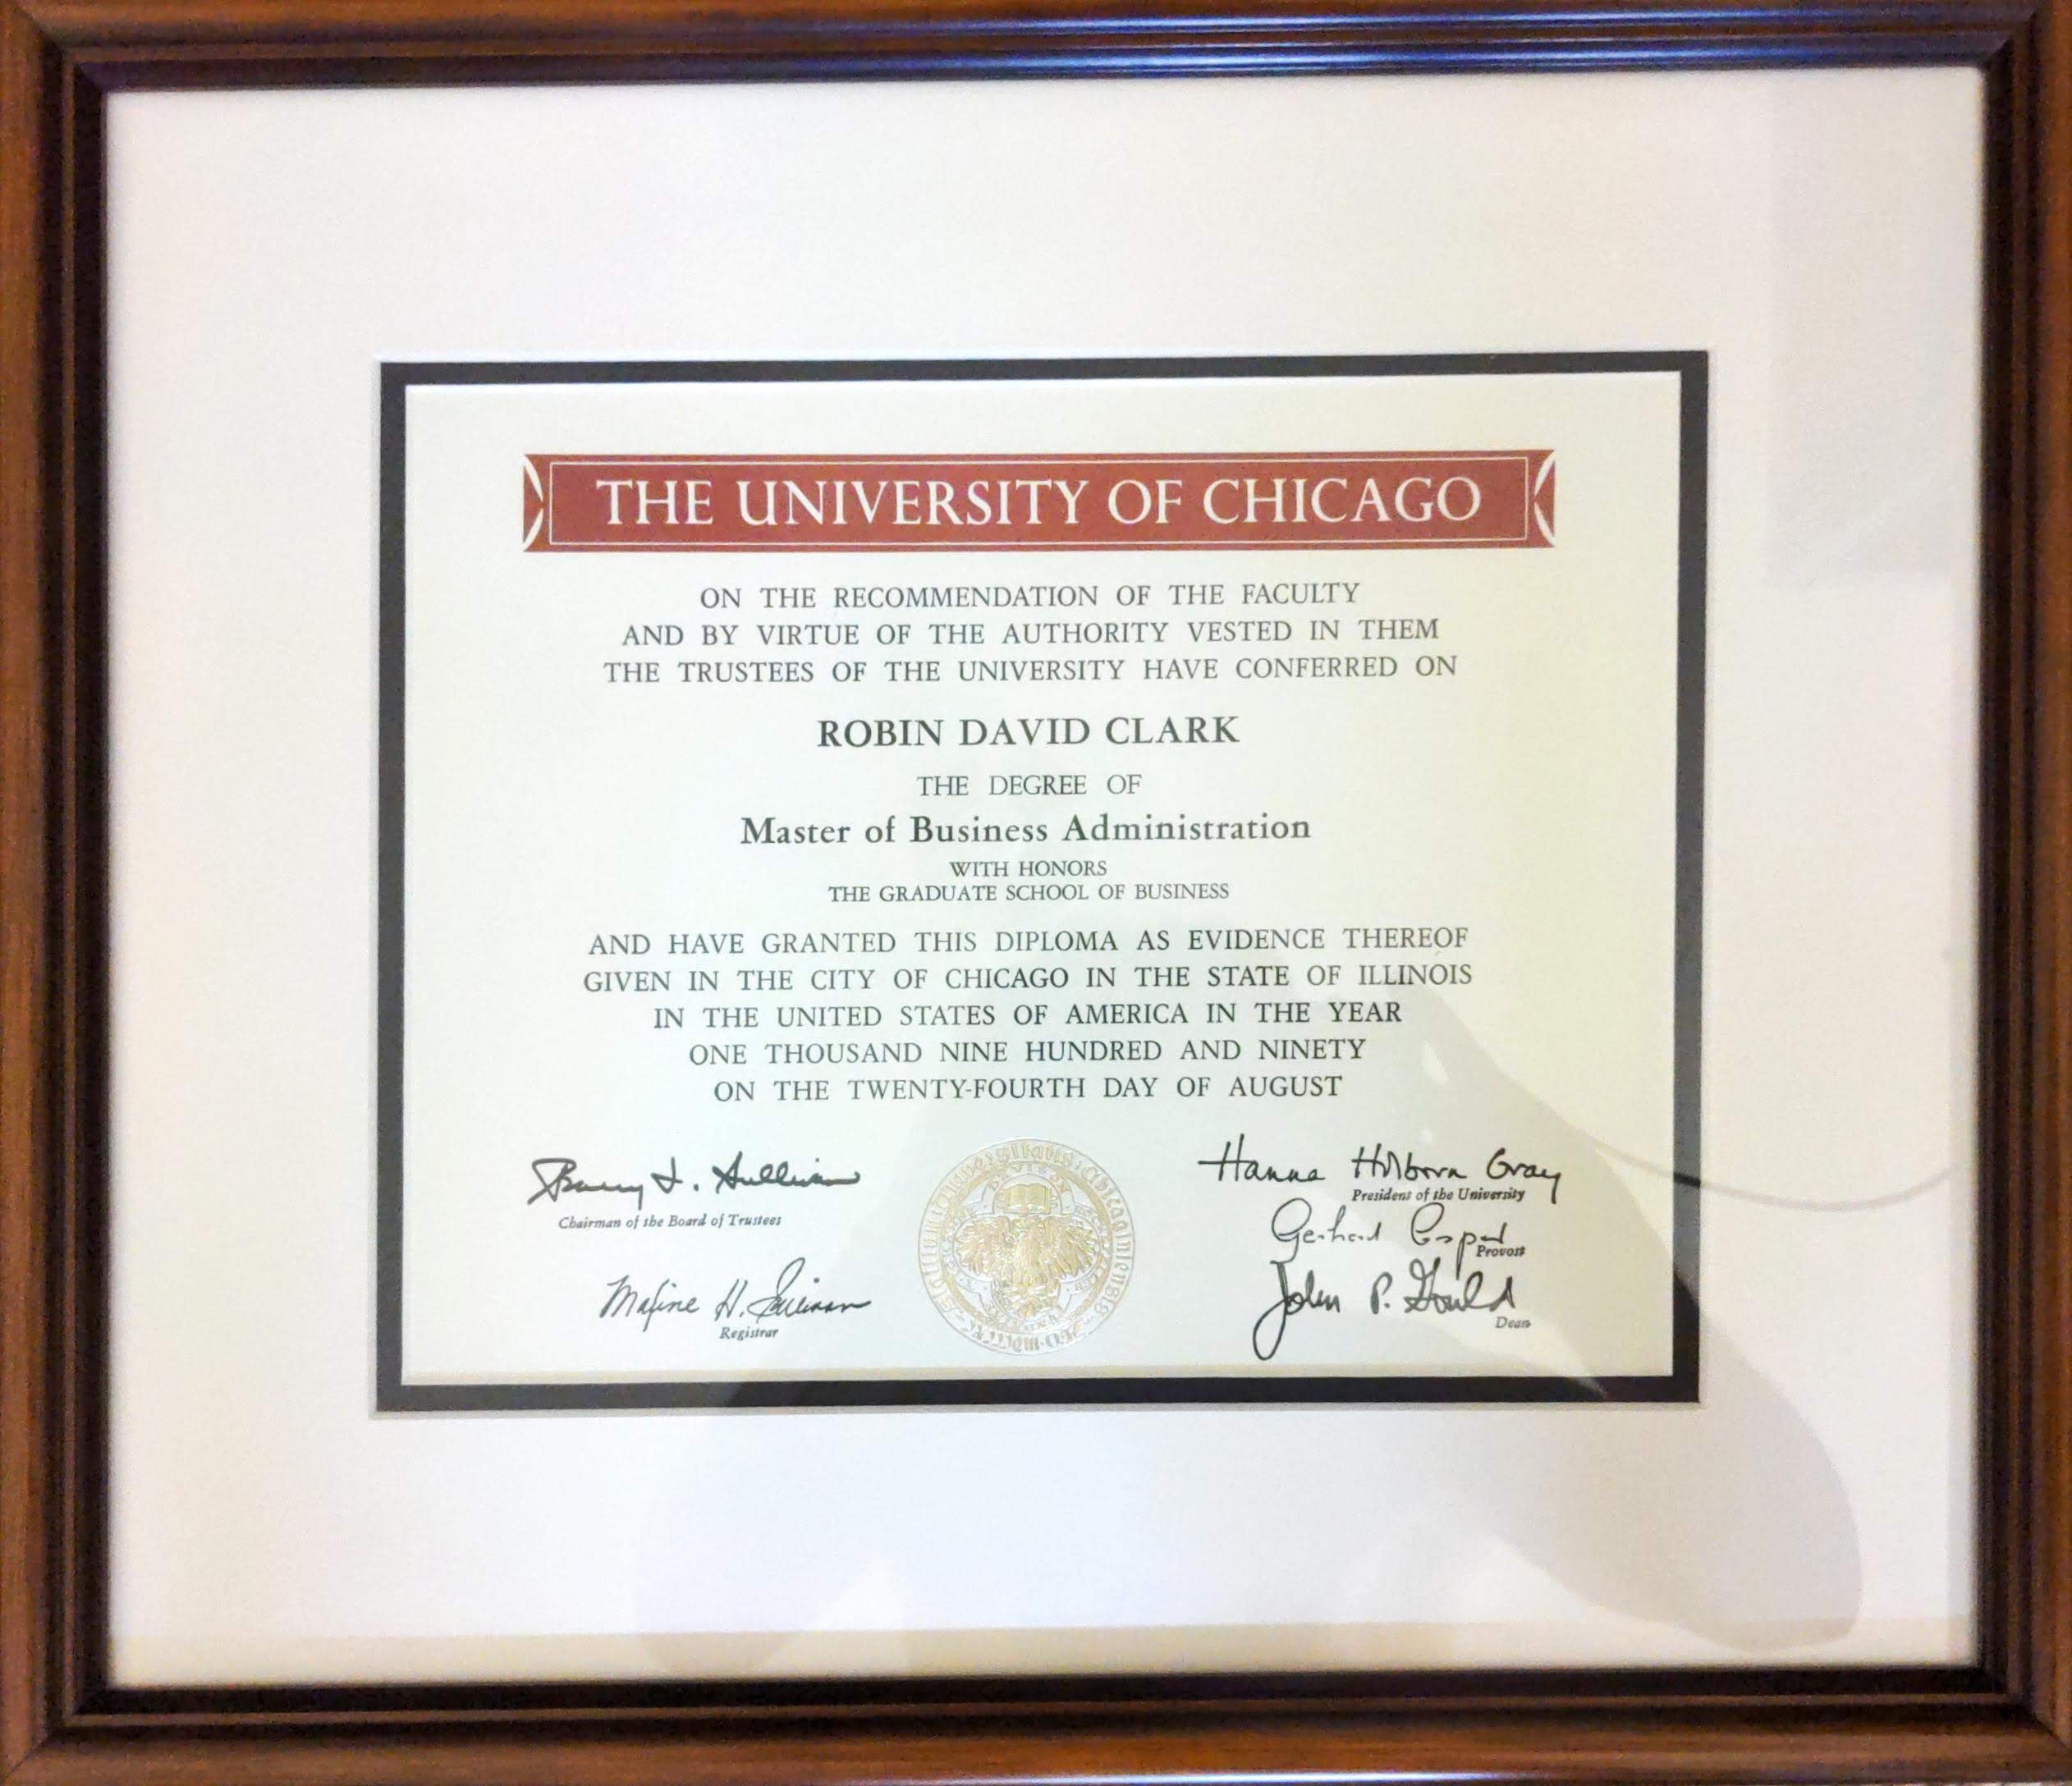 THE UNIVERSITY OF CHICAGO
ON THE RECOMMENDATION OF THE FACULTY
AND BY VIRTUE OF THE AUTHORITY VESTED IN THEM
THE TRUSTEES OF THE UNIVERSITY HAVE CONFERRED ON
ROBIN DAVID CLARK
THE DEGREE OF
Master of Business Administration
WITH HONORS
THE GRADUATE SCHOOL OF BUSINESS
AND HAVE GRANTED THIS DIPLOMA AS EVIDENCE THEREOF
GIVEN IN THE CITY OF CHICAGO IN THE STATE OF ILLINOIS
IN THE UNITED STATES OF AMERICA IN THE YEAR
ONE THOUSAND NINE HUNDRED AND NINETY
ON THE TWENTY-FOURTH DAY OF AUGUST
Barry F. Sullivan
Chairman of the Board of Trustees
Maxine H. Sullivan
Registrar
Hanna Holborn Gray
President of the University
Gerhard Casper
Provost
John P. Gould
Dean